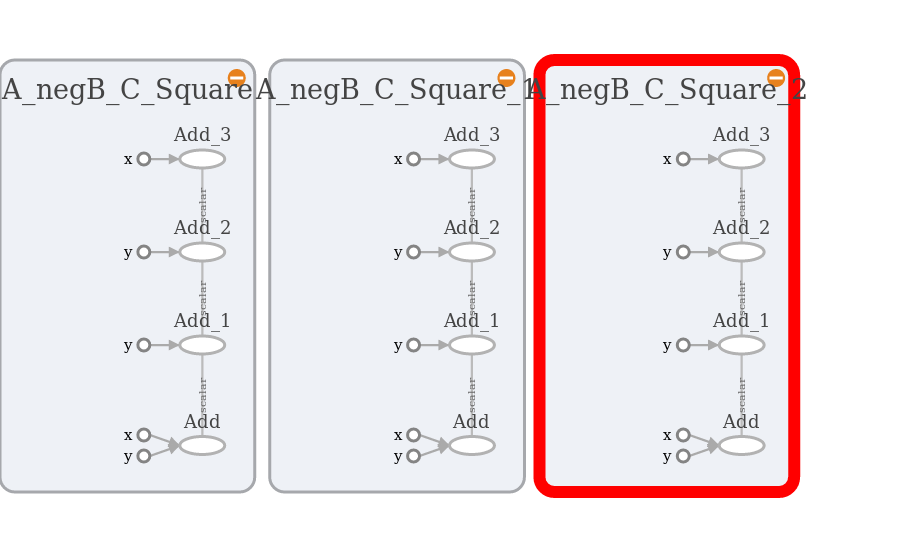 A_negB_C_Square
Add_3
x
scalar
Add_2
y
scalar
Add_1
y
scalar
Add
x
y
A_negB_C_Square_1
Add_3
x
scalar
Add_2
y
scalar
Add_1
y
scalar
Add
x
y
A_negB_C_Square_2
Add_3
x
scalar
Add_2
y
scalar
Add_1
y
scalar
Add
x
y